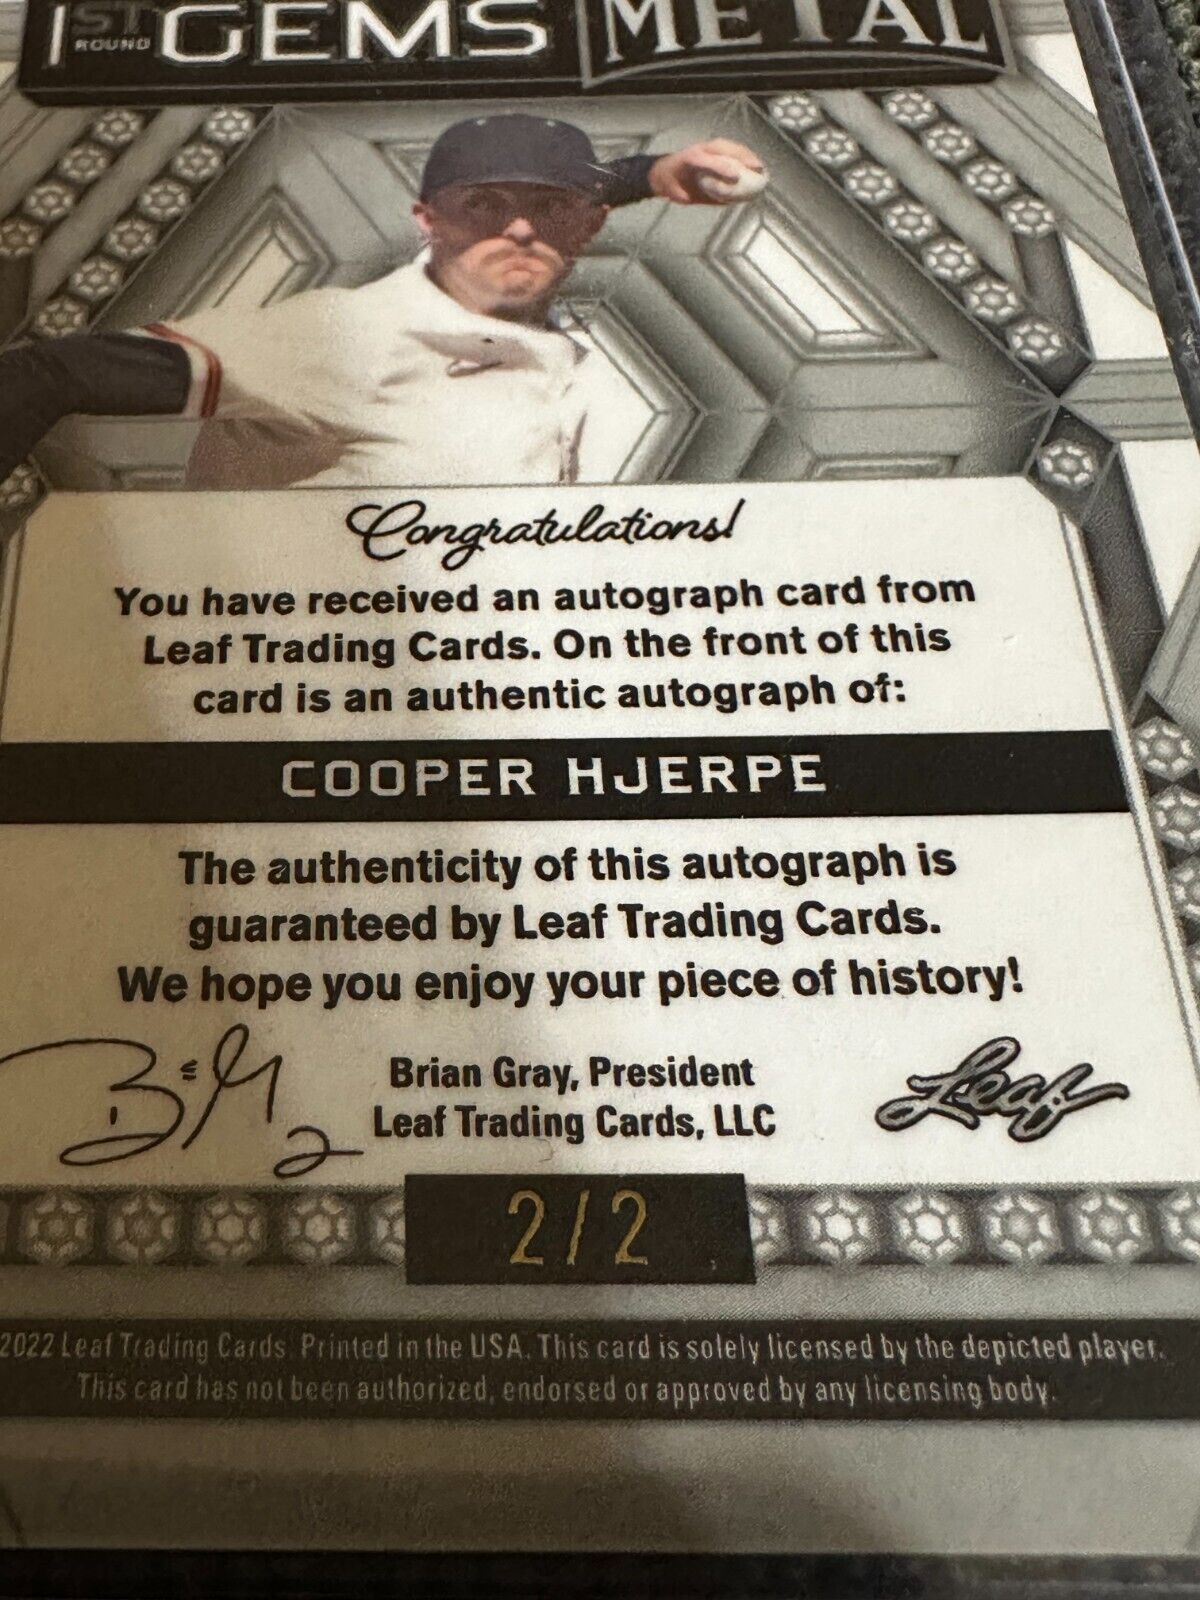 1ST ROUND GEMS METAL
Congratulations!
You have received an autograph card from
Leaf Trading Cards. On the front of this
card is an authentic autograph of:
COOPER HJERPE
The authenticity of this autograph is
guaranteed by Leaf Trading Cards.
We hope you enjoy your piece of history!
Brian Gray, President
Leaf Trading Cards, LLC
Leaf
2/2
2022 Leaf Trading Cards. Printed in the USA. This card is solely licensed by the depicted player.
This card has not been authorized, endorsed or approved by any licensing body.